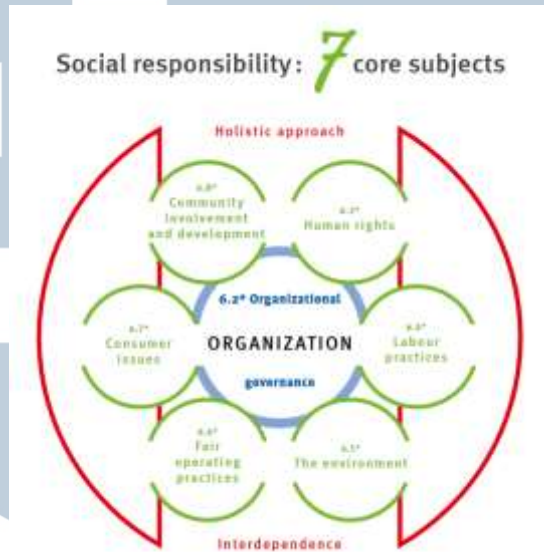 Social responsibility: 7 core subjects
Holistic approach
6.8*
Community
involvement
and development
6.3*
Human rights
6.2* Organizational
6.7*
Consumer
issues
ORGANIZATION
6.4*
Labour
practices
governance
6.6*
Fair
operating
practices
6.5*
The environment
Interdependence